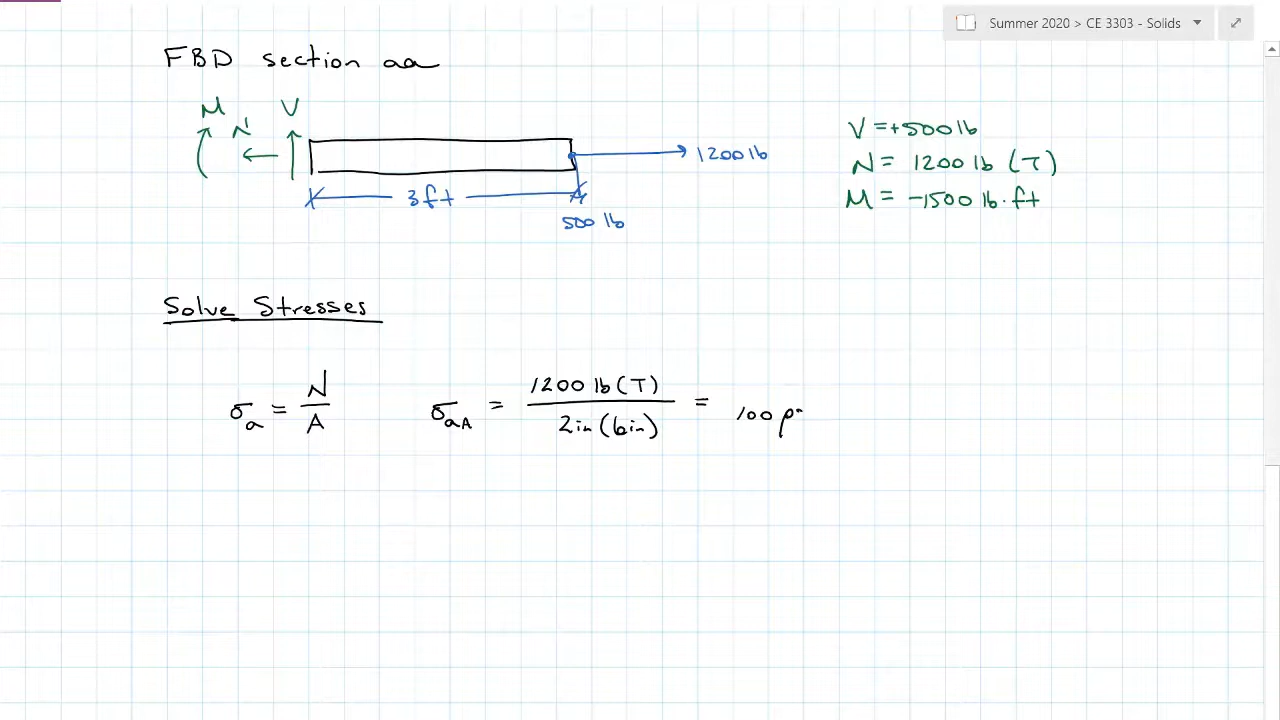 Summer 2020 > CE 3303 - Solids
FBD section aa
M N V
V = +500 lb
N = 1200 lb (T)
M = -1500 lb·ft
1200 lb
3 ft
500 lb
Solve Stresses
σa = N/A σaA = 1200 lb (T)/2in (6in) = 100 p